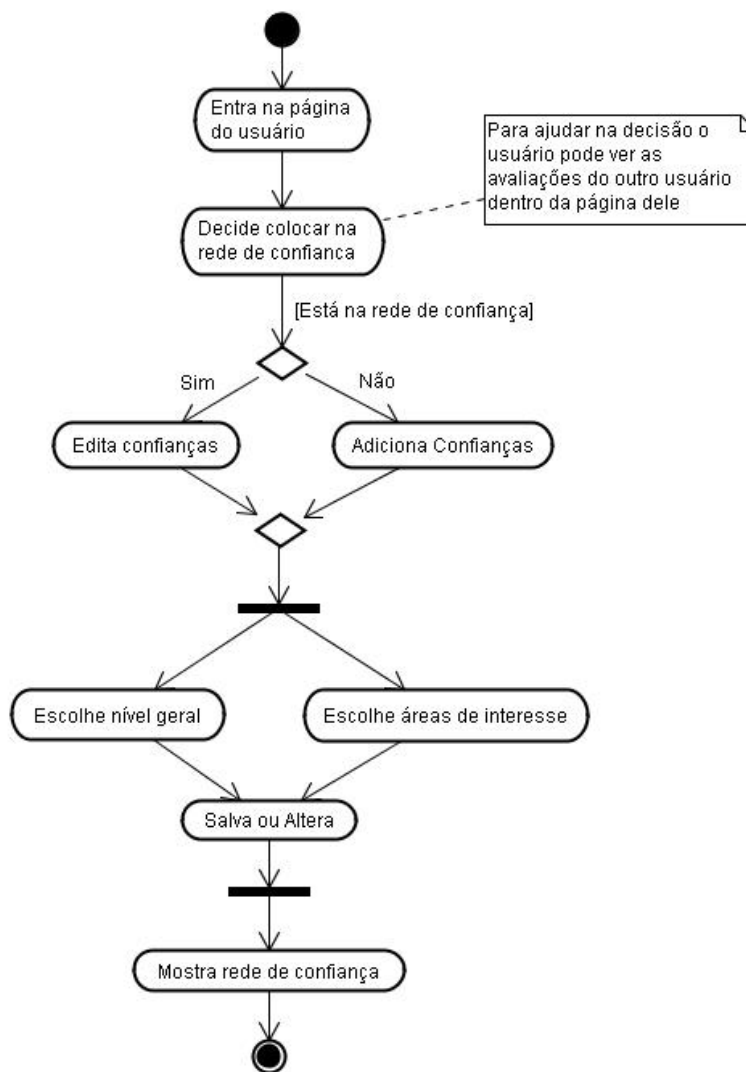 Entra na página
do usuário
Para ajudar na decisão o
usuário pode ver as
avaliações do outro usuário
dentro da página dele
Decide colocar na
rede de confianca
[Está na rede de confiança]
Sim
Não
Edita confianças
Adiciona Confianças
Escolhe nível geral
Escolhe áreas de interesse
Salva ou Altera
Mostra rede de confiança